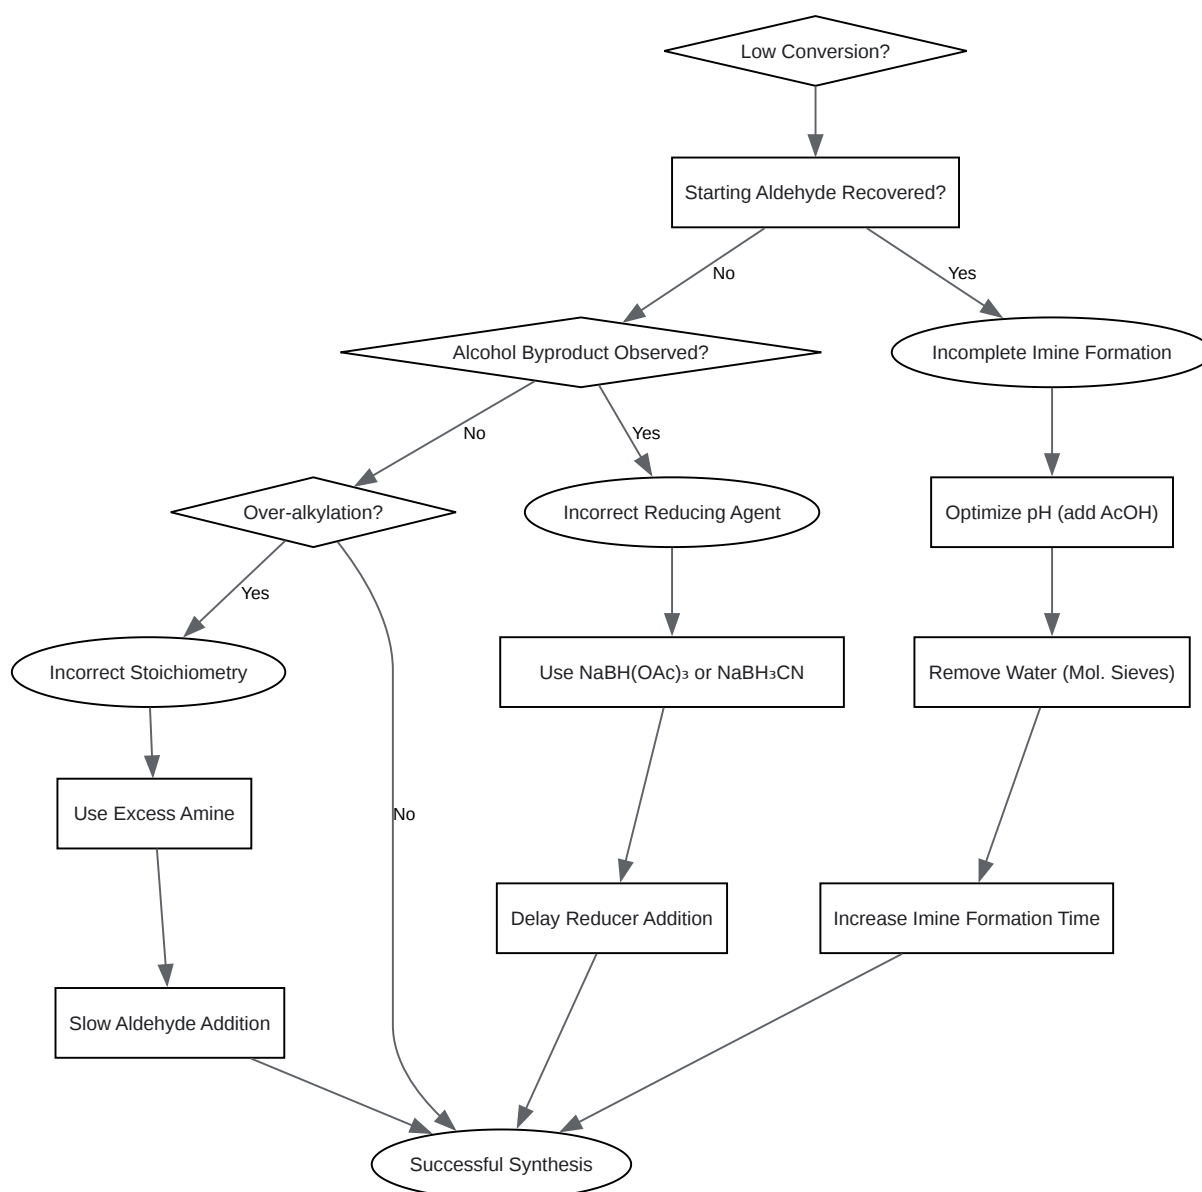 Low Conversion?
Starting Aldehyde Recovered?
No
Yes
Alcohol Byproduct Observed?
Incomplete Imine Formation
No
Yes
Over-alkylation?
Incorrect Reducing Agent
Optimize pH (add AcOH)
Yes
Incorrect Stoichiometry
Use NaBH(OAc)₃ or NaBH₃CN
Remove Water (Mol. Sieves)
Use Excess Amine
No
Delay Reducer Addition
Increase Imine Formation Time
Slow Aldehyde Addition
Successful Synthesis